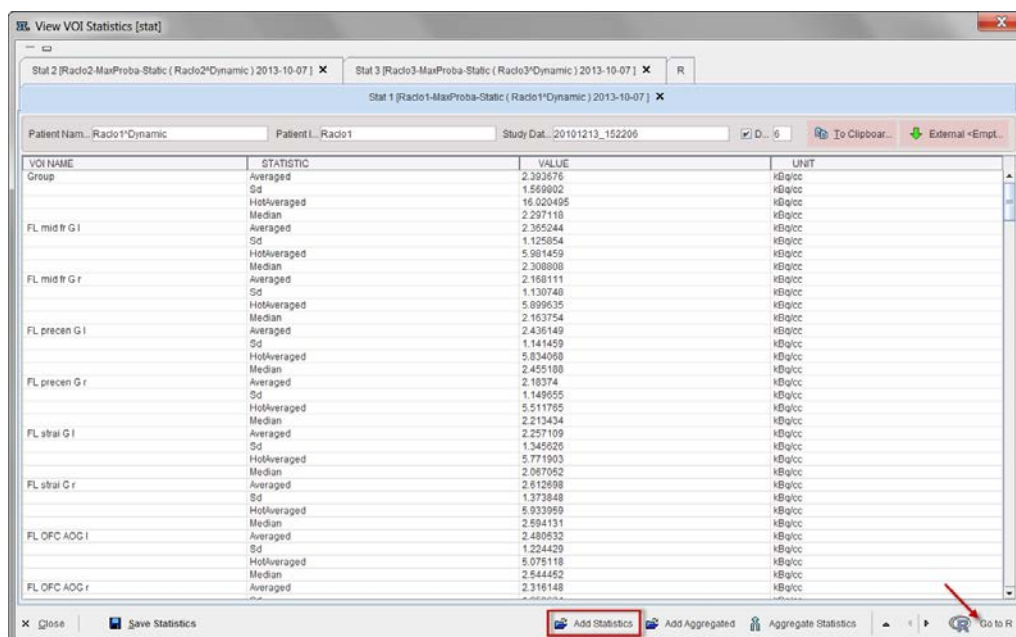 View VOI Statistics [stat]
Stat 2 [Raclo2-MaxProba-Static ( Raclo2^Dynamic ) 2013-10-07 ] Stat 3 [Raclo3-MaxProba-Static ( Raclo3^Dynamic ) 2013-10-07 ] R
Stat 1 [Raclo1-MaxProba-Static ( Raclo1^Dynamic ) 2013-10-07 ]
Patient Nam... Raclo1^Dynamic Patient I... Raclo1 Study Dat... 20101213_152206 D... 6 To Clipboar... External <Empt...
VOI NAME STATISTIC VALUE UNIT
Group Averaged 2.393676 kBq/cc
Sd 1.569802 kBq/cc
HotAveraged 16.020495 kBq/cc
Median 2.297118 kBq/cc
FL mid fr G l Averaged 2.365244 kBq/cc
Sd 1.125854 kBq/cc
HotAveraged 5.981459 kBq/cc
Median 2.308808 kBq/cc
FL mid fr G r Averaged 2.168111 kBq/cc
Sd 1.130748 kBq/cc
HotAveraged 5.899635 kBq/cc
Median 2.163754 kBq/cc
FL precen G l Averaged 2.436149 kBq/cc
Sd 1.141459 kBq/cc
HotAveraged 5.834068 kBq/cc
Median 2.455188 kBq/cc
FL precen G r Averaged 2.18374 kBq/cc
Sd 1.149655 kBq/cc
HotAveraged 5.511765 kBq/cc
Median 2.213434 kBq/cc
FL strai G l Averaged 2.257109 kBq/cc
Sd 1.345626 kBq/cc
HotAveraged 5.771903 kBq/cc
Median 2.067052 kBq/cc
FL strai G r Averaged 2.612698 kBq/cc
Sd 1.373848 kBq/cc
HotAveraged 5.933959 kBq/cc
Median 2.594131 kBq/cc
FL OFC AOG l Averaged 2.480532 kBq/cc
Sd 1.224429 kBq/cc
HotAveraged 5.075118 kBq/cc
Median 2.544452 kBq/cc
FL OFC AOG r Averaged 2.316148 kBq/cc
Close Save Statistics Add Statistics Add Aggregated Aggregate Statistics R Go to R